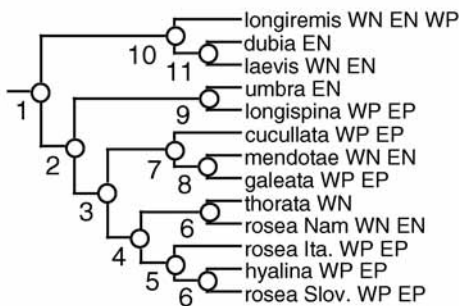 longiremis WN EN WP
dubia EN
10
11
laevis WN EN
umbra EN
1
9
longispina WP EP
cucullata WP EP
2
7
mendotae WN EN
8
galeata WP EP
3
thorata WN
6
rosea Nam WN EN
4
rosea Ita. WP EP
5
hyalina WP EP
6
rosea Slov. WP EP